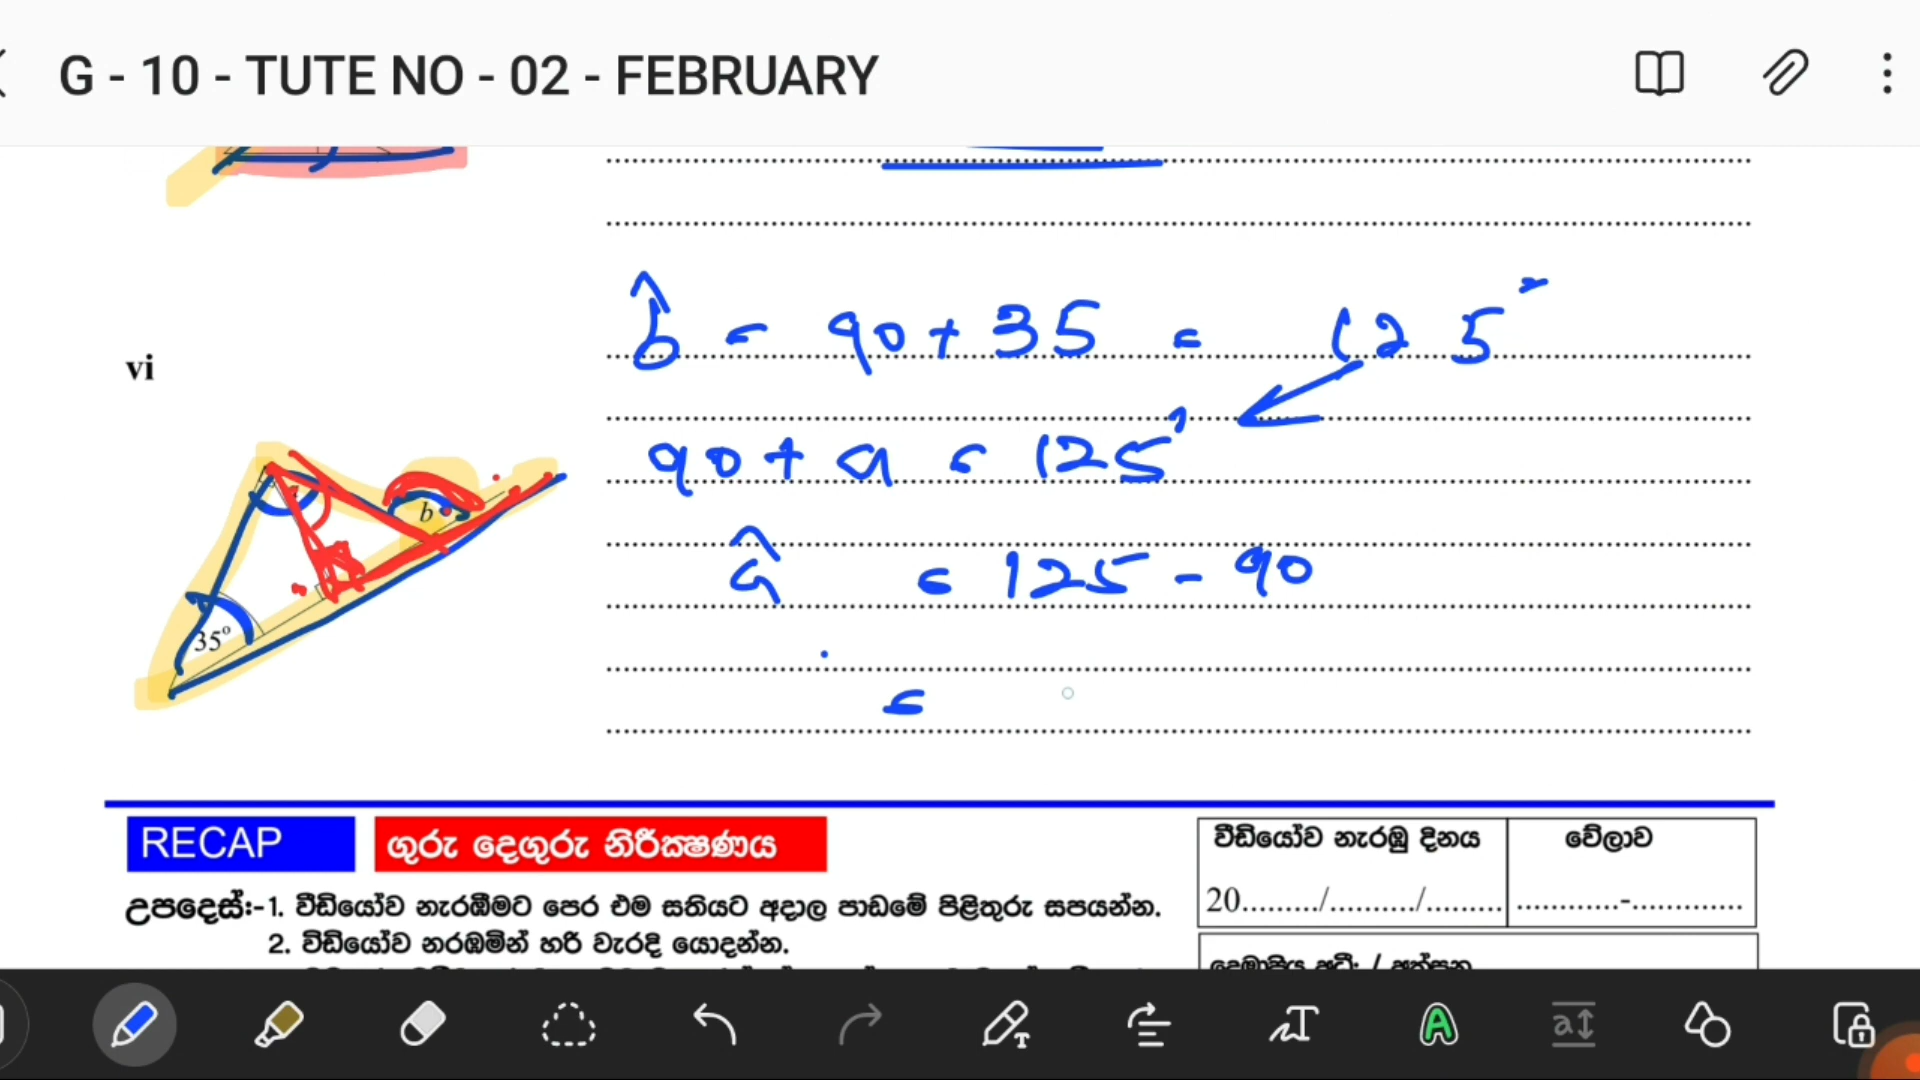 G - 10 - TUTE NO - 02 - FEBRUARY
b̂ = 90 + 35 = 125°
vi
90 + a = 125°
a
b
â = 125 - 90
35°
=
RECAP
ගුරු දෙගුරු නිරීක්ෂණය
වීඩියෝව නැරඹු දිනය
වේලාව
උපදෙස්:-1. වීඩියෝව නැරඹීමට පෙර එම සතියට අදාල පාඩමේ පිළිතුරු සපයන්න.
20......../........../.........
............-.............
2. විඩියෝව නරඹමින් හරි වැරදි යොදන්න.